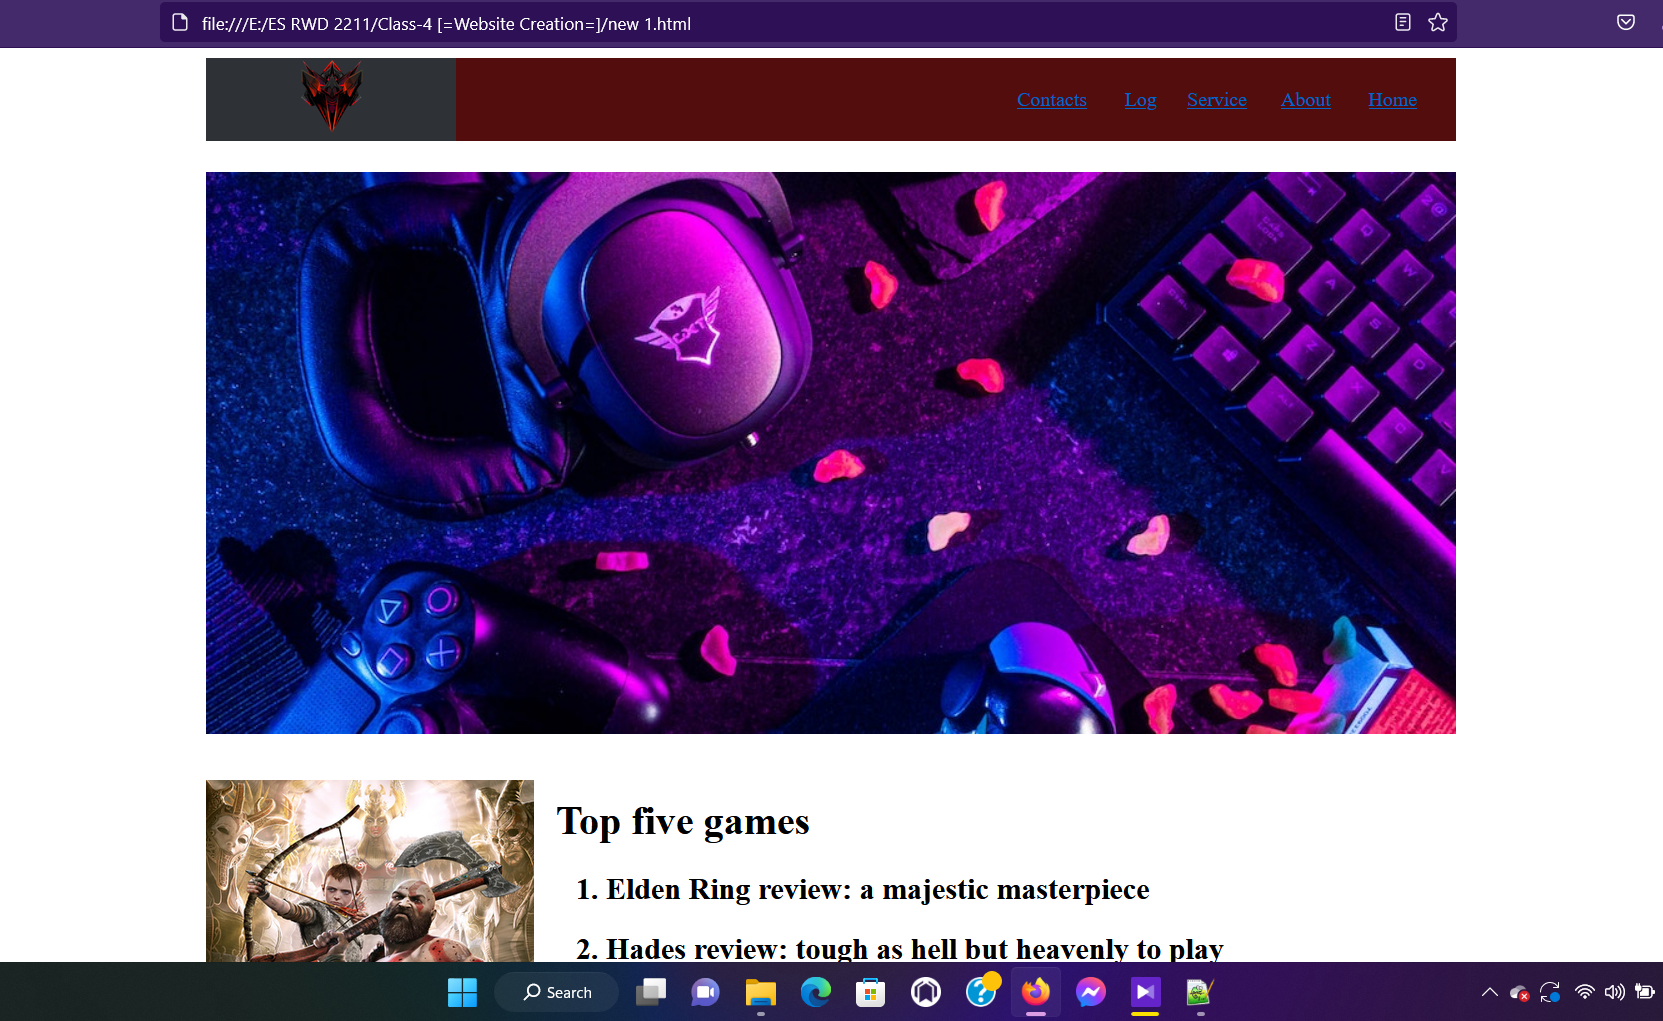 file:///E:/ES RWD 2211/Class-4 [=Website Creation=]/new 1.html
Contacts Log Service About Home
GXT
Top five games
1. Elden Ring review: a majestic masterpiece
2. Hades review: tough as hell but heavenly to play
Search